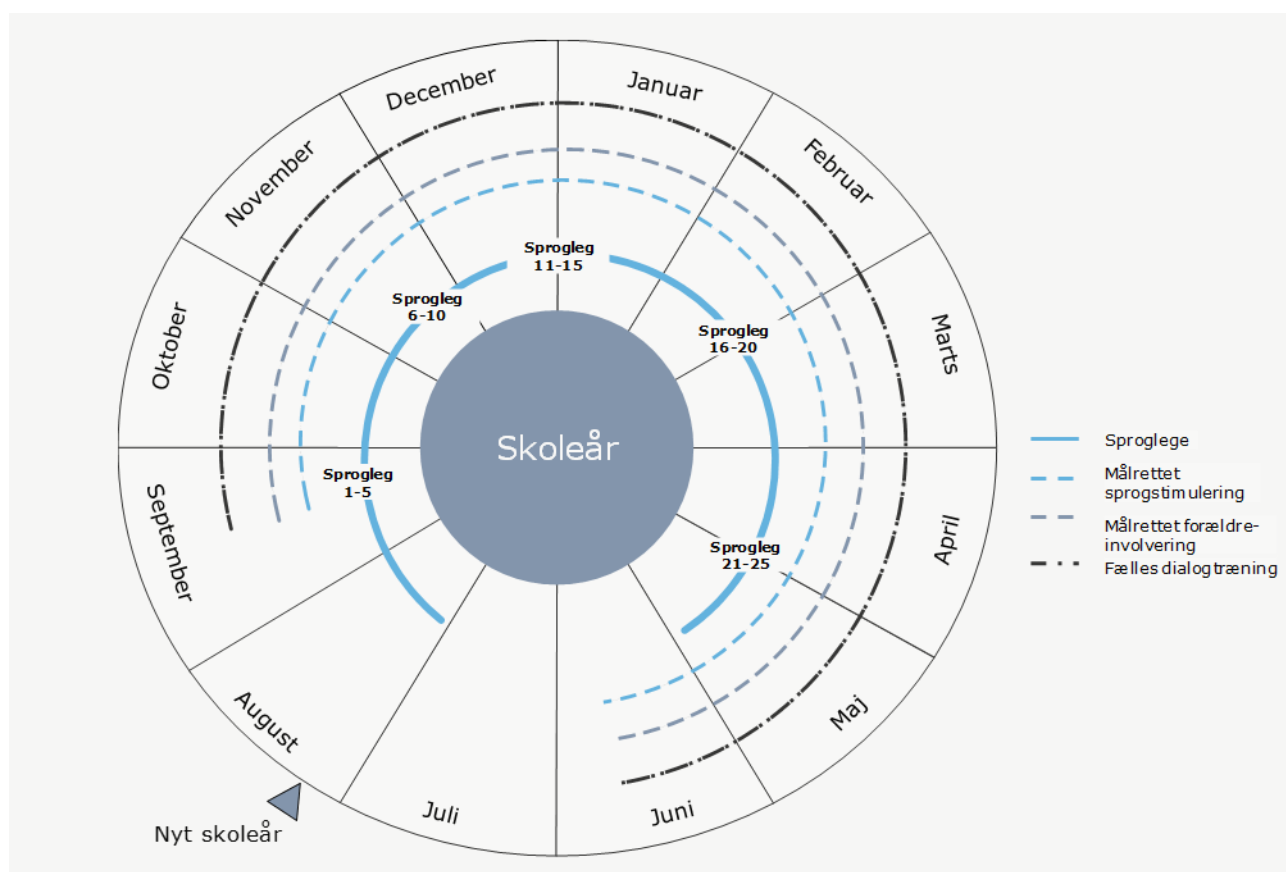 December
Januar
November
Februar
Oktober
Marts
September
April
August
Maj
Juli
Juni
Sprogleg
11-15
Sprogleg
6-10
Sprogleg
16-20
Sprogleg
1-5
Sprogleg
21-25
Skoleår
Nyt skoleår
Sproglege
Målrettet
sprogstimulering
Målrettet forældre-
involvering
Fælles dialogtræning